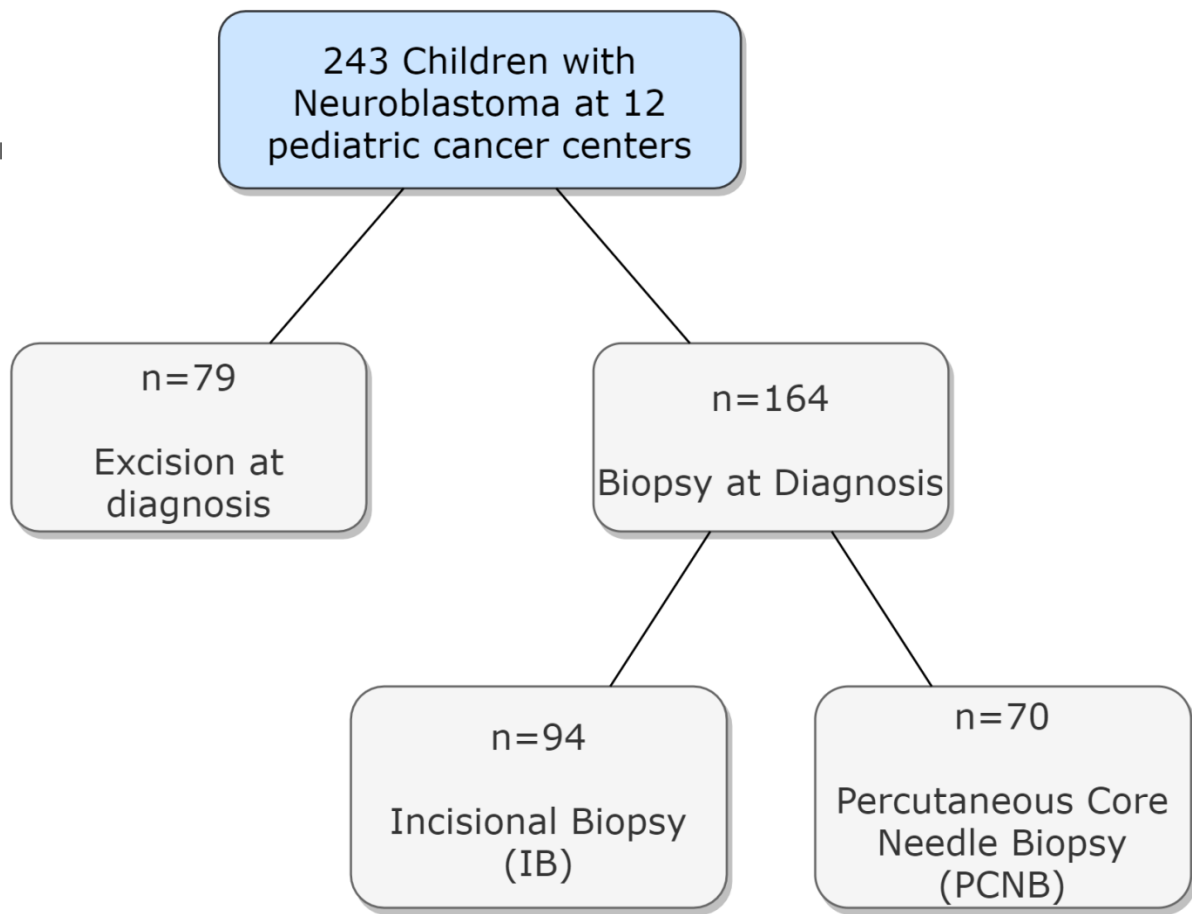 243 Children with
Neuroblastoma at 12
pediatric cancer centers
n=79
Excision at
diagnosis
n=164
Biopsy at Diagnosis
n=94
Incisional Biopsy
(IB)
n=70
Percutaneous Core
Needle Biopsy
(PCNB)